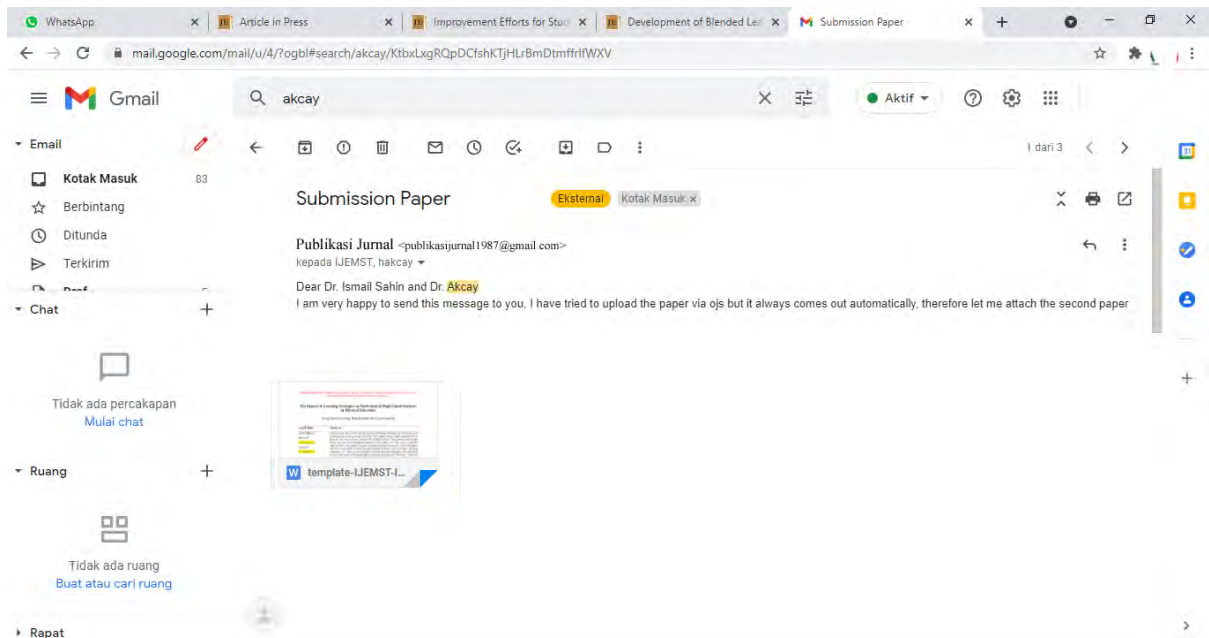 WhatsApp
Article in Press
Improvement Efforts for Stud
Development of Blended Le
Submission Paper
mail.google.com/mail/u/4/?ogbl#search/akcay/KtbxLxgRQpDCfshKTjHLrBmDtmffrlfWXV
Gmail
akcay
Aktif
Email
1 dari 3
Kotak Masuk 83
Submission Paper
Eksternal
Kotak Masuk x
Berbintang
Ditunda
Publikasi Jurnal <publikasijurnal1987@gmail.com>
Terkirim
kepada IJEMST, hakcay
Dear Dr. Ismail Sahin and Dr. Akcay
Chat
I am very happy to send this message to you, I have tried to upload the paper via ojs but it always comes out automatically, therefore let me attach the second paper
Tidak ada percakapan
Mulai chat
W template-IJEMST-I...
Ruang
Tidak ada ruang
Buat atau cari ruang
Rapat